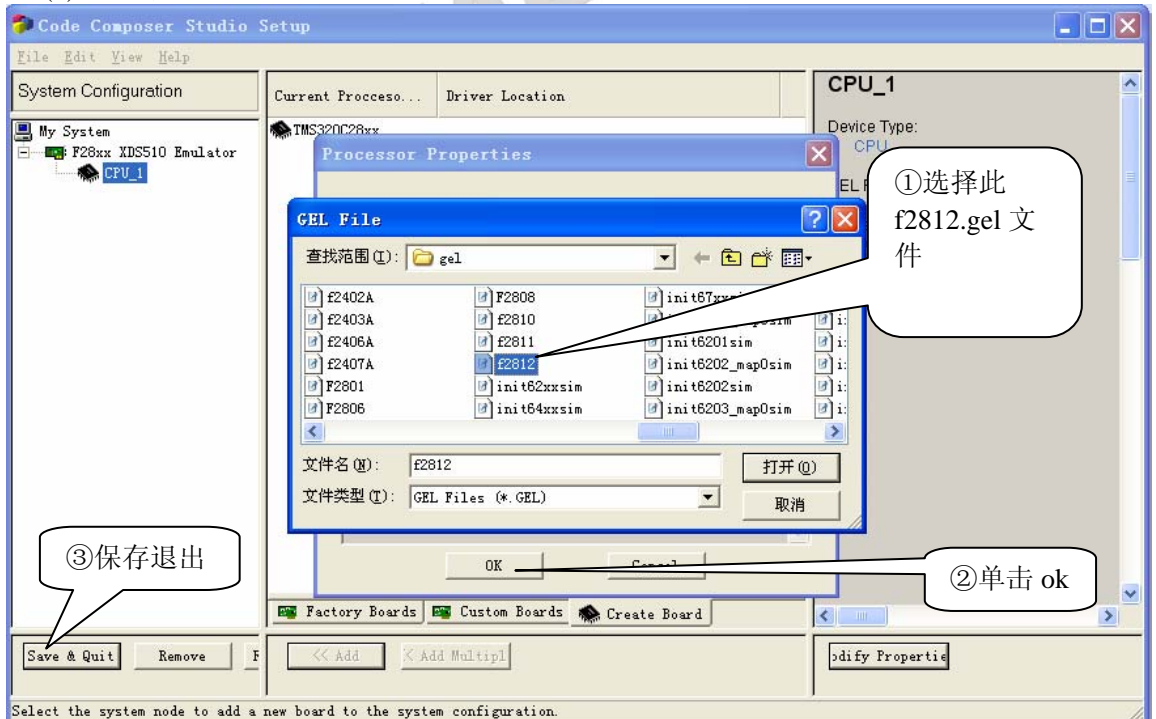 Code Composer Studio Setup
File Edit View Help
System Configuration
My System
F28xx XDS510 Emulator
CPU_1
Current Processo... Driver Location
TMS320C28xx
CPU_1
Device Type:
CPU
Processor Properties
GEL File
查找范围(I): gel
f2402A
f2403A
f2406A
f2407A
F2801
F2806
F2808
f2810
f2811
f2812
init62xxsim
init64xxsim
init6201sim
init6202_map0sim
init6202sim
init6203_map0sim
文件名(N): f2812
打开(O)
文件类型(T): GEL Files (*.GEL)
取消
OK
①选择此
f2812.gel 文
件
②单击 ok
③保存退出
Factory Boards Custom Boards Create Board
Save & Quit Remove
<< Add < Add Multipl
odify Propertie
Select the system node to add a new board to the system configuration.